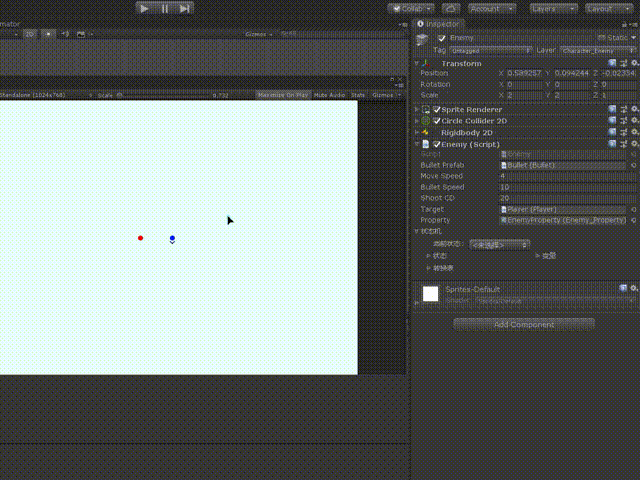 Collab
Account
Layers
Layout
mator
Inspector
2D
Gizmos
Enemy
Static
Tag Untagged Layer Character_Enemy
Transform
Position X 0.589257 Y 0.094244 Z -0.02334
Rotation X 0 Y 0 Z 0
Scale X 2 Y 2 Z 1
Standalone (1024x768) Scale 0.732 Maximize On Play Mute Audio Stats Gizmos
Sprite Renderer
Circle Collider 2D
Rigidbody 2D
Enemy (Script)
Script Enemy
Bullet Prefab Bullet (Bullet)
Move Speed 4
Bullet Speed 10
Shoot CD 20
Target Player (Player)
Property EnemyProperty (Enemy_Property)
状态机
当前状态: <未选择>
状态 变量
转换表
Sprites-Default
Shader Sprites/Default
Add Component